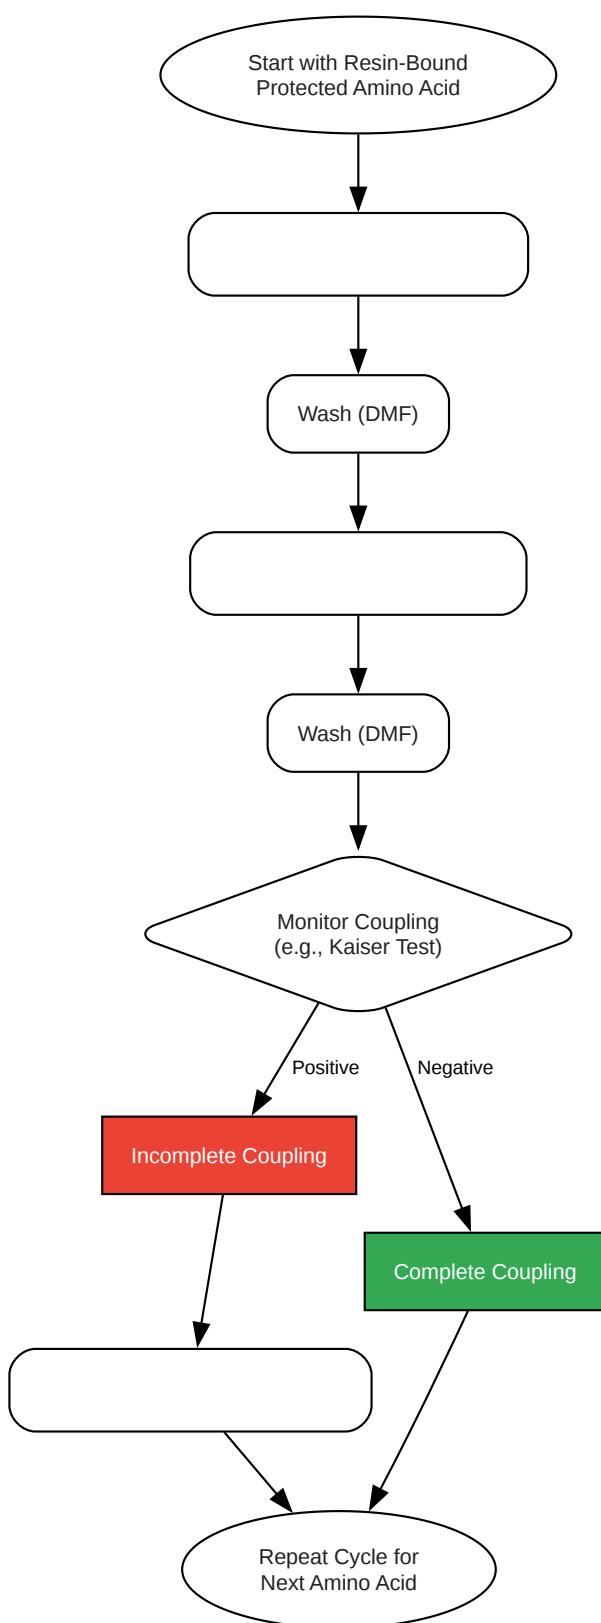 Start with Resin-Bound
Protected Amino Acid
Wash (DMF)
Wash (DMF)
Monitor Coupling
(e.g., Kaiser Test)
Positive
Negative
Incomplete Coupling
Complete Coupling
Repeat Cycle for
Next Amino Acid